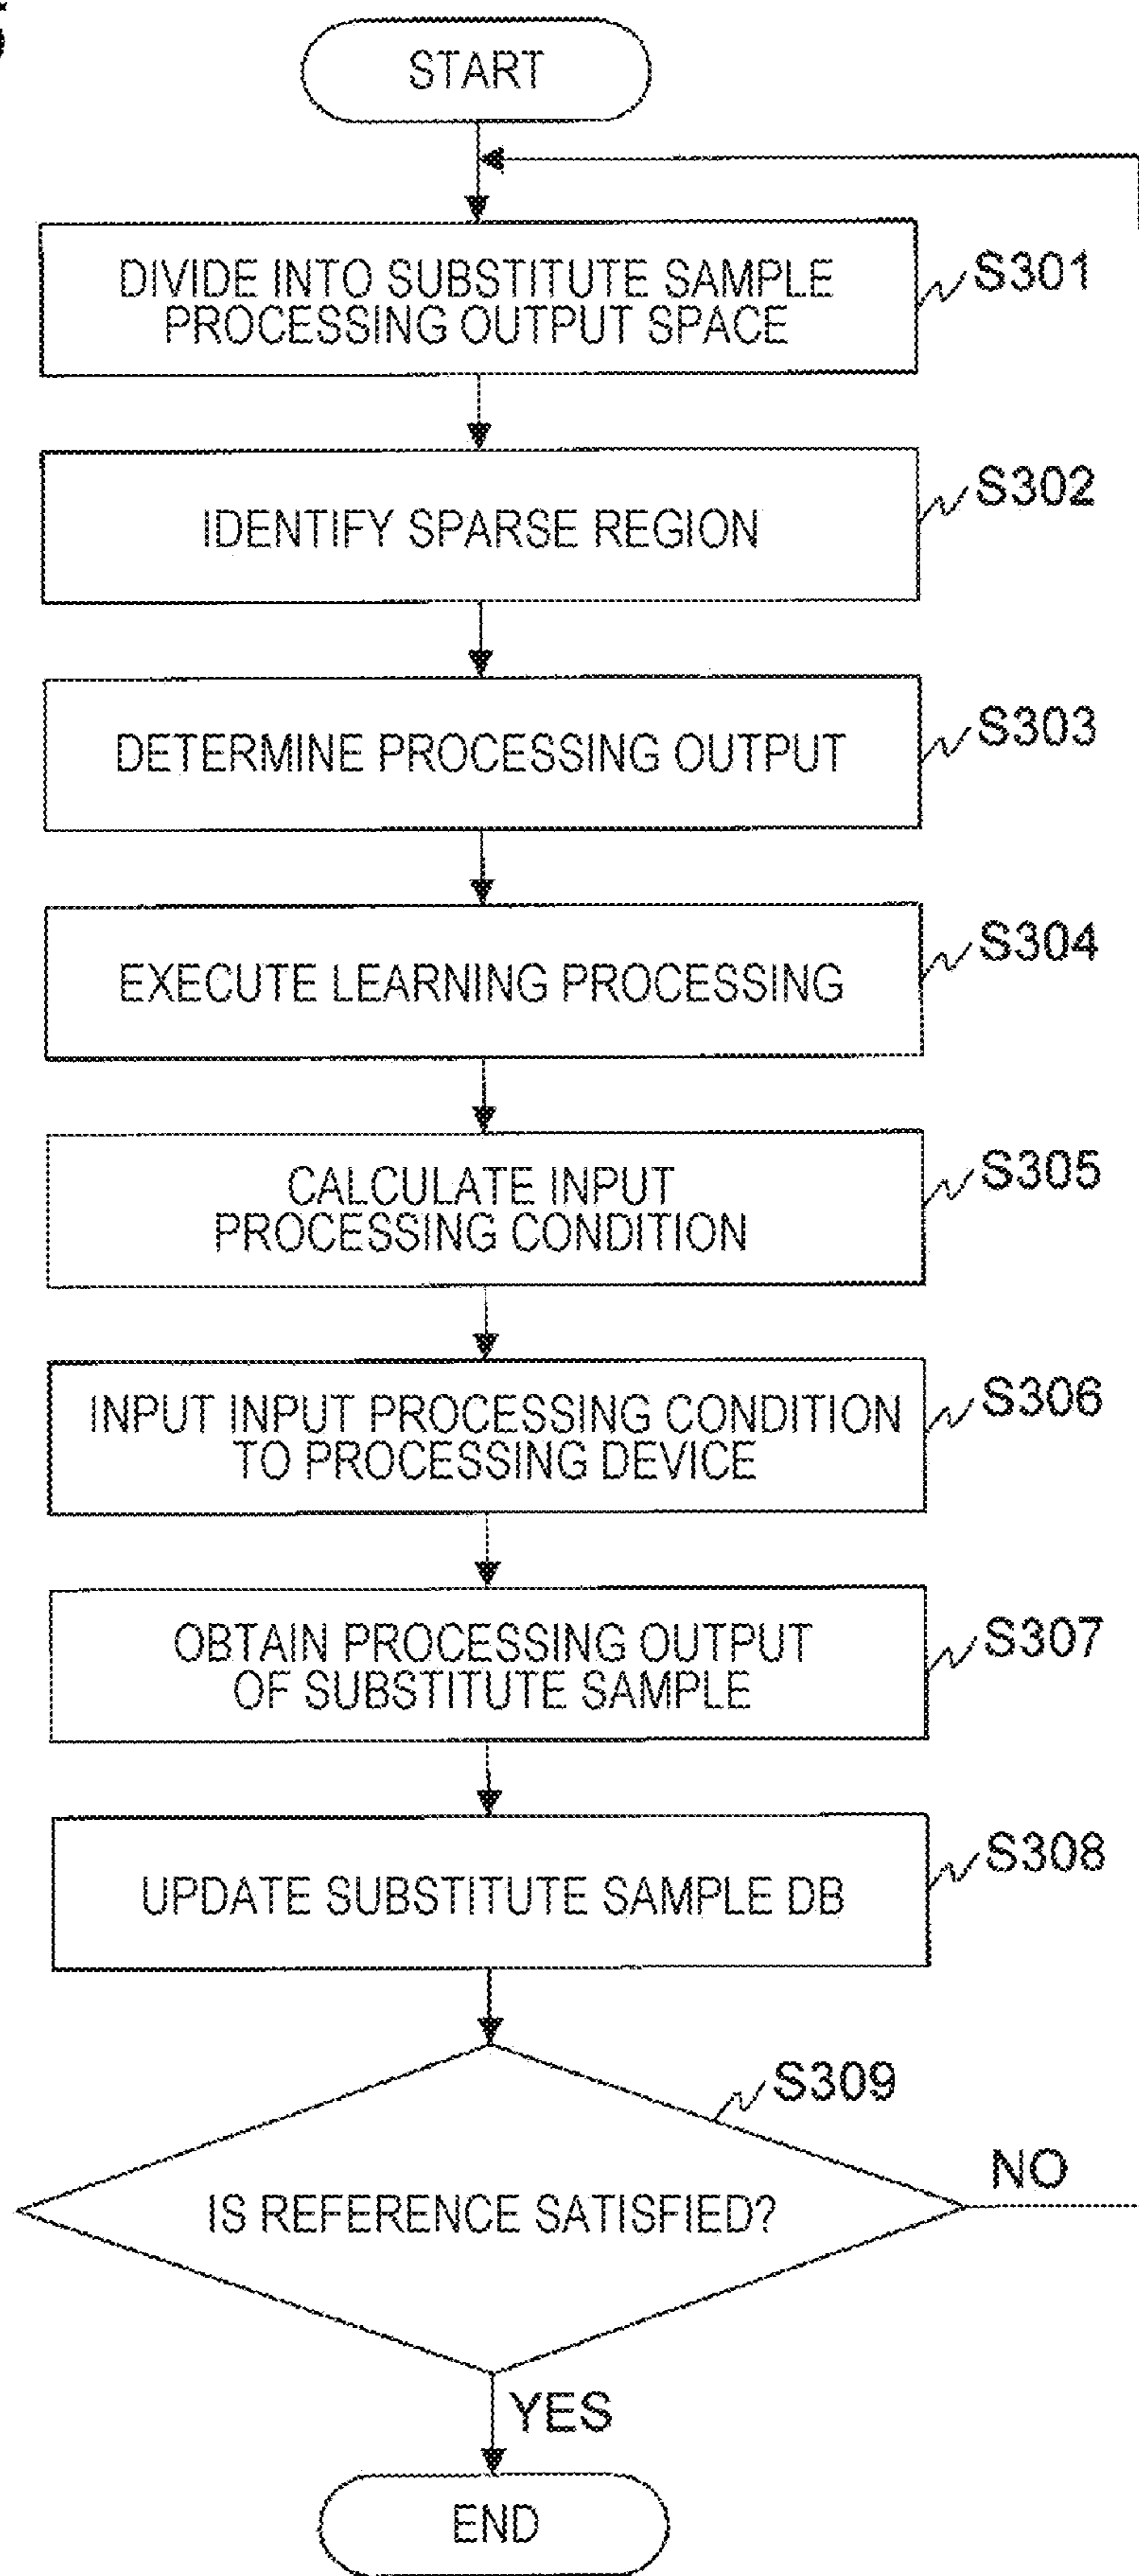 START
DIVIDE INTO SUBSTITUTE SAMPLE
PROCESSING OUTPUT SPACE
S301
IDENTIFY SPARSE REGION
S302
DETERMINE PROCESSING OUTPUT
S303
EXECUTE LEARNING PROCESSING
S304
CALCULATE INPUT
PROCESSING CONDITION
S305
INPUT INPUT PROCESSING CONDITION
TO PROCESSING DEVICE
S306
OBTAIN PROCESSING OUTPUT
OF SUBSTITUTE SAMPLE
S307
UPDATE SUBSTITUTE SAMPLE DB
S308
S309
IS REFERENCE SATISFIED?
NO
YES
END